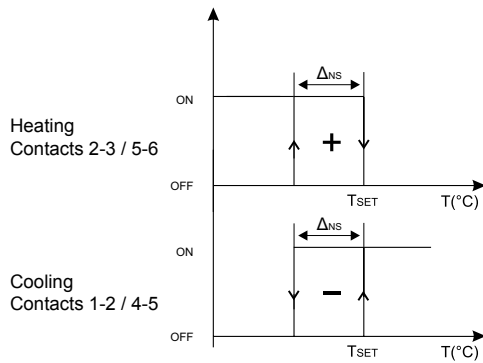 ΔNS
ON
Heating
Contacts 2-3 / 5-6
+
OFF
TSET
T(°C)
ΔNS
ON
Cooling
Contacts 1-2 / 4-5
−
OFF
TSET
T(°C)